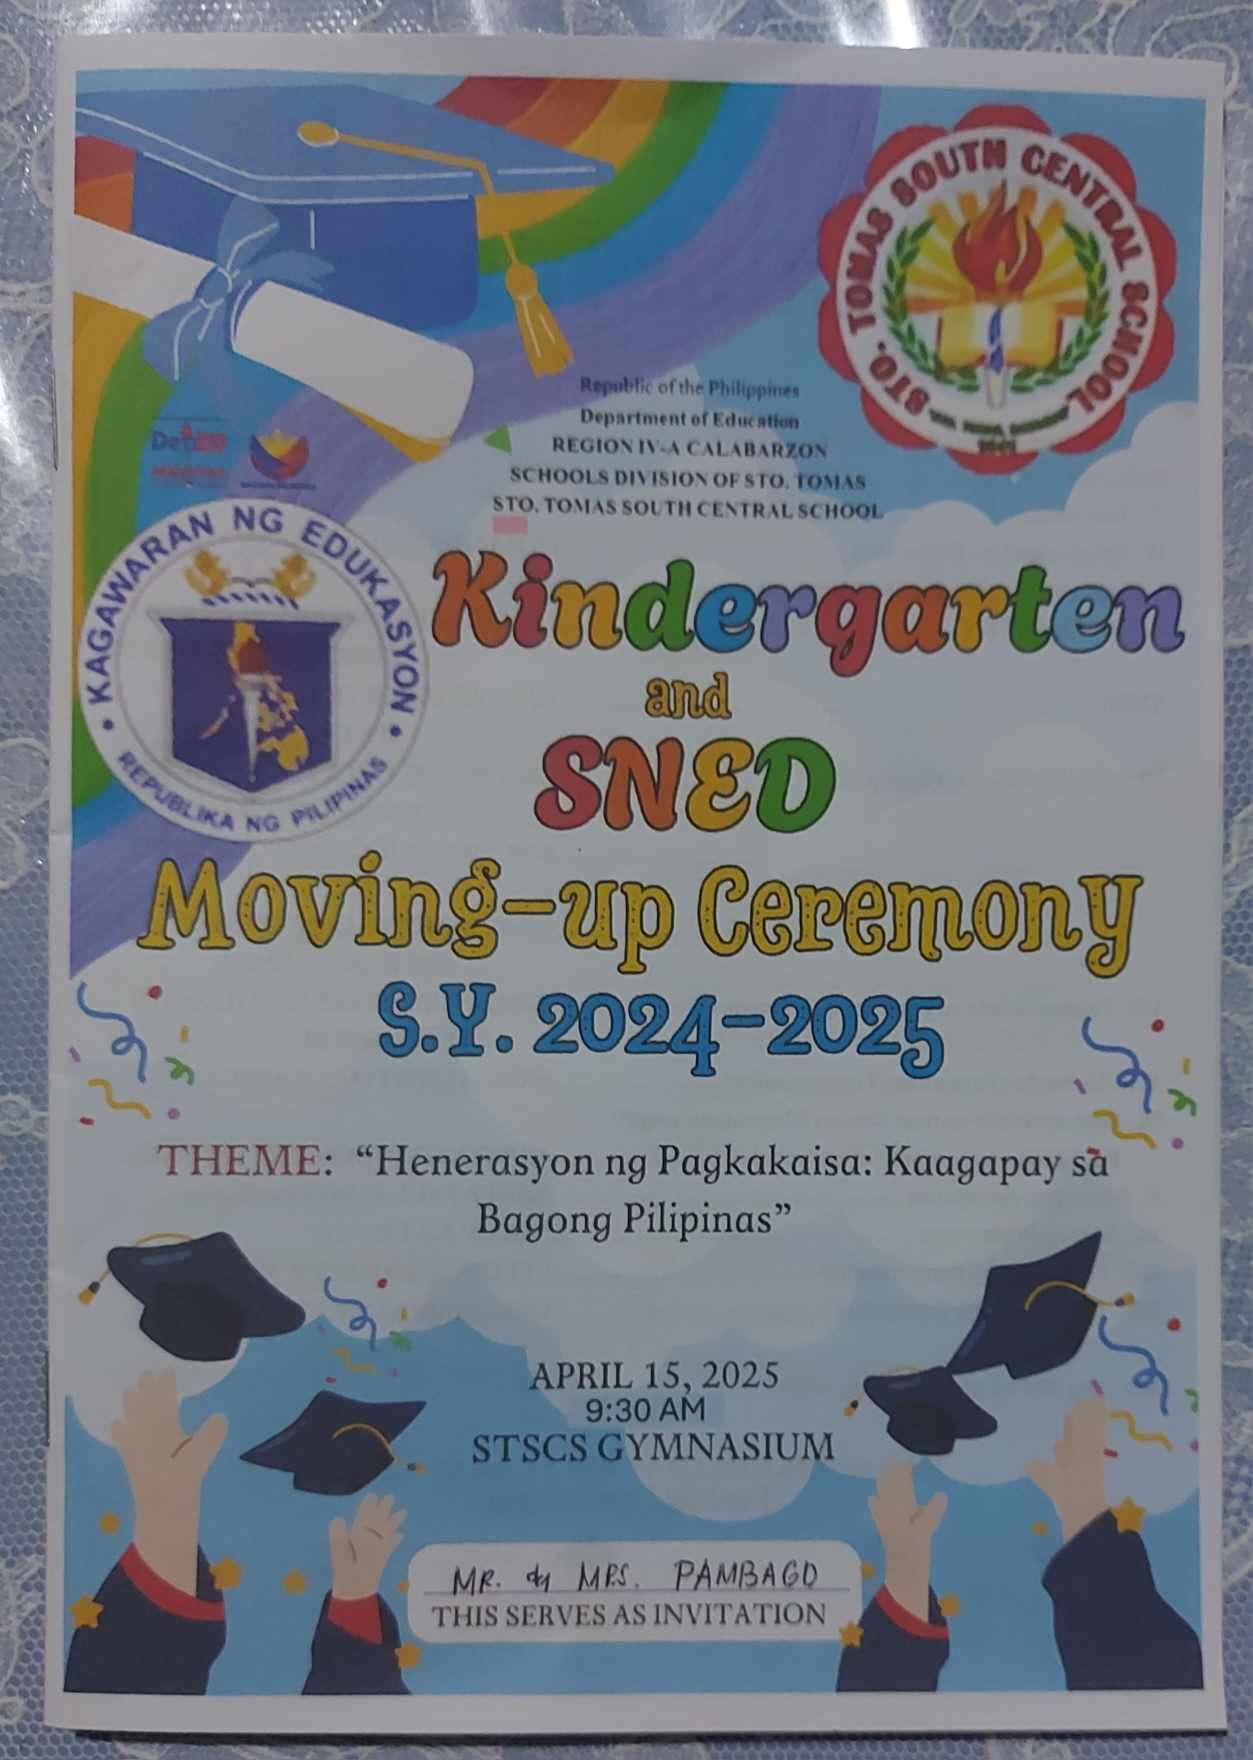 STO. TOMAS SOUTH CENTRAL SCHOOL
Republic of the Philippines
Department of Education
REGION IV-A CALABARZON
SCHOOLS DIVISION OF STO. TOMAS
STO. TOMAS SOUTH CENTRAL SCHOOL
KAGAWARAN NG EDUKASYON
REPUBLIKA NG PILIPINAS
Kindergarten
and
SNED
Moving-up Ceremony
S.Y. 2024-2025
THEME: “Henerasyon ng Pagkakaisa: Kaagapay sa
Bagong Pilipinas”
APRIL 15, 2025
9:30 AM
STSCS GYMNASIUM
MR. & MRS. PAMBAGO
THIS SERVES AS INVITATION